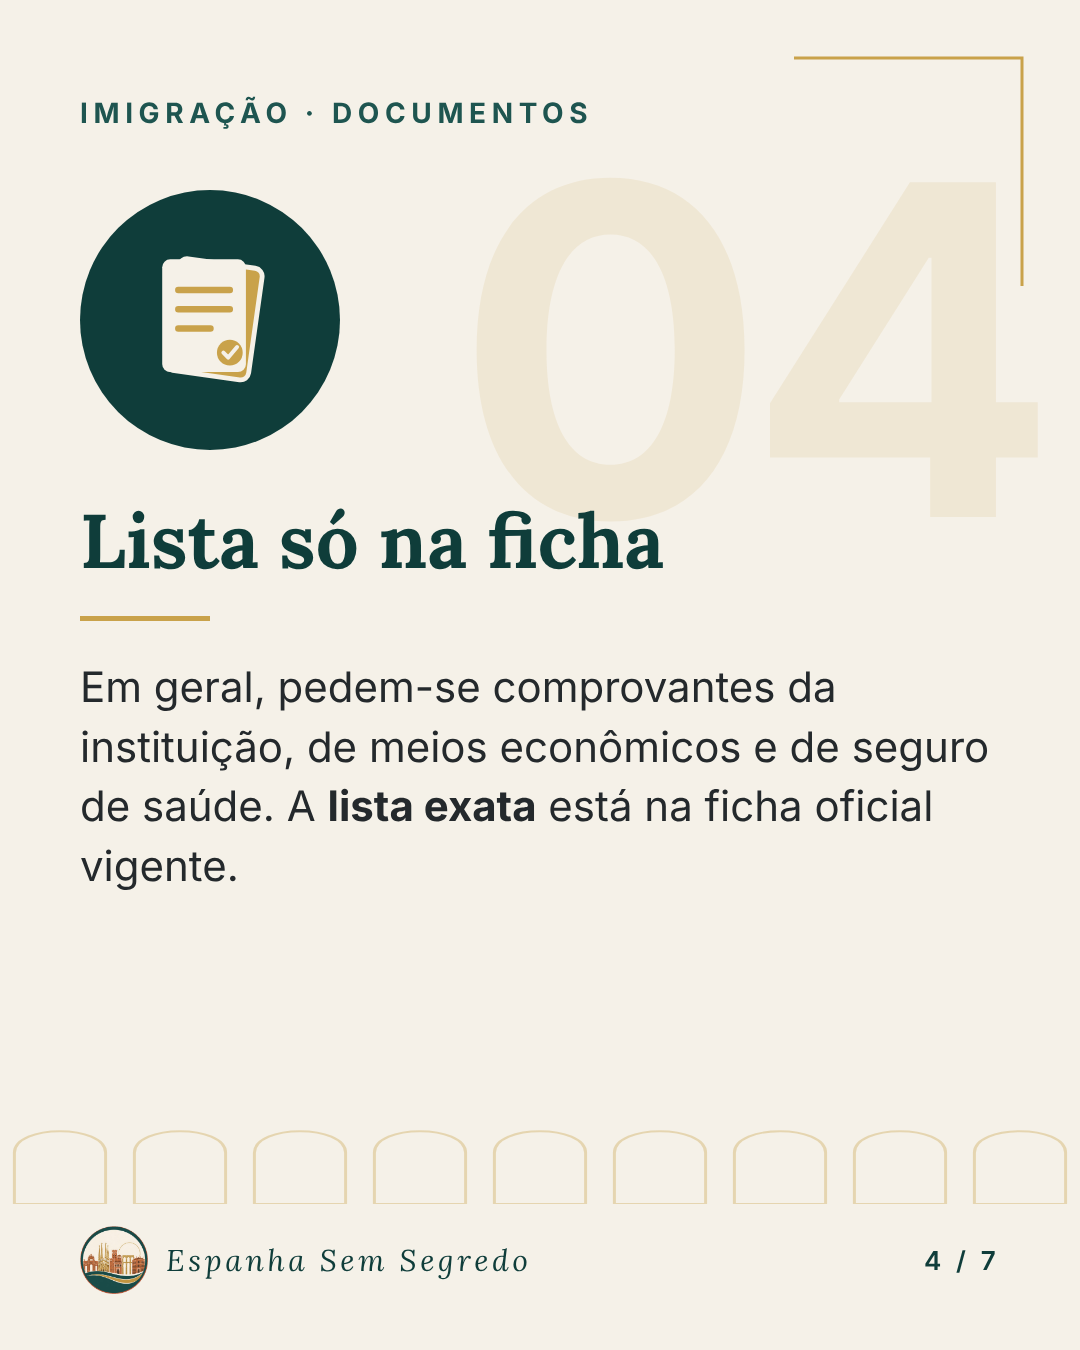 IMIGRAÇÃO · DOCUMENTOS
04
Lista só na ficha
Em geral, pedem-se comprovantes da
instituição, de meios econômicos e de seguro
de saúde. A lista exata está na ficha oficial
vigente.
Espanha Sem Segredo
4 / 7